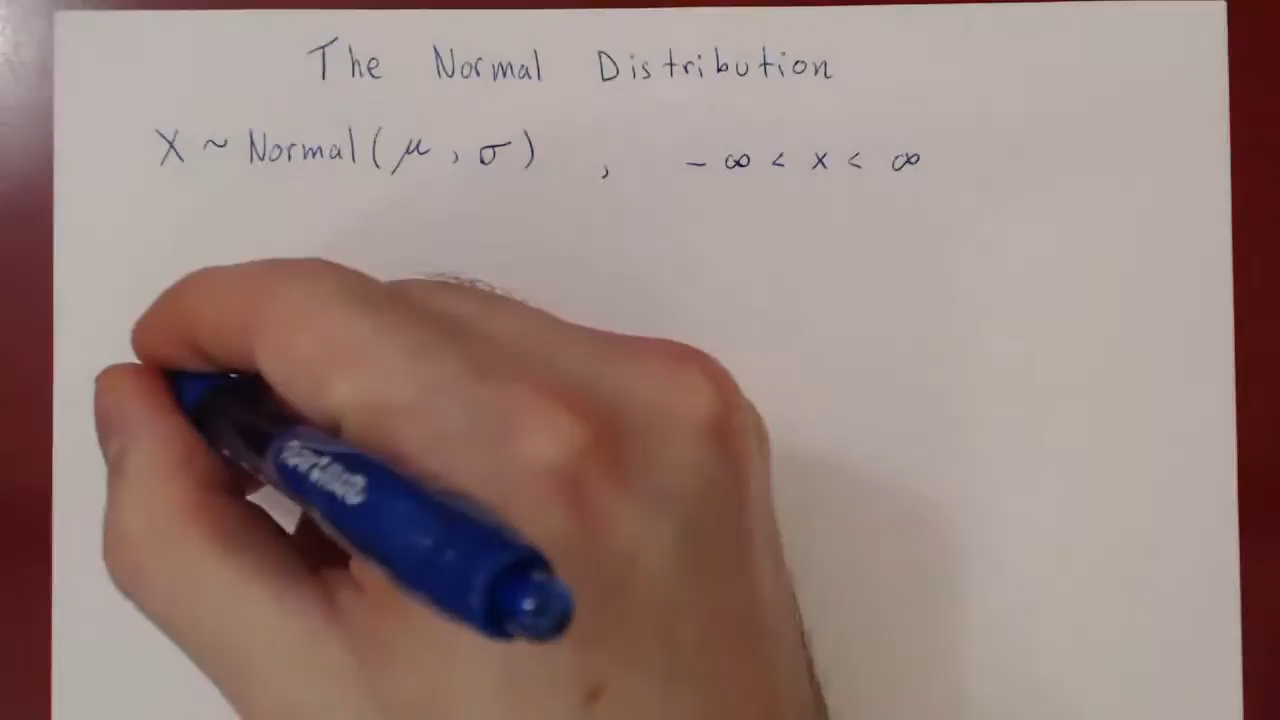 The Normal Distribution
X ~ Normal(μ, σ) , -∞ < x < ∞